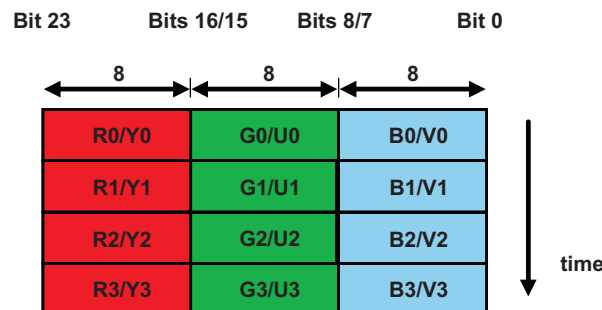 Bit 23 Bits 16/15 Bits 8/7 Bit 0
8 8 8
R0/Y0 G0/U0 B0/V0
R1/Y1 G1/U1 B1/V1
R2/Y2 G2/U2 B2/V2
time
R3/Y3 G3/U3 B3/V3